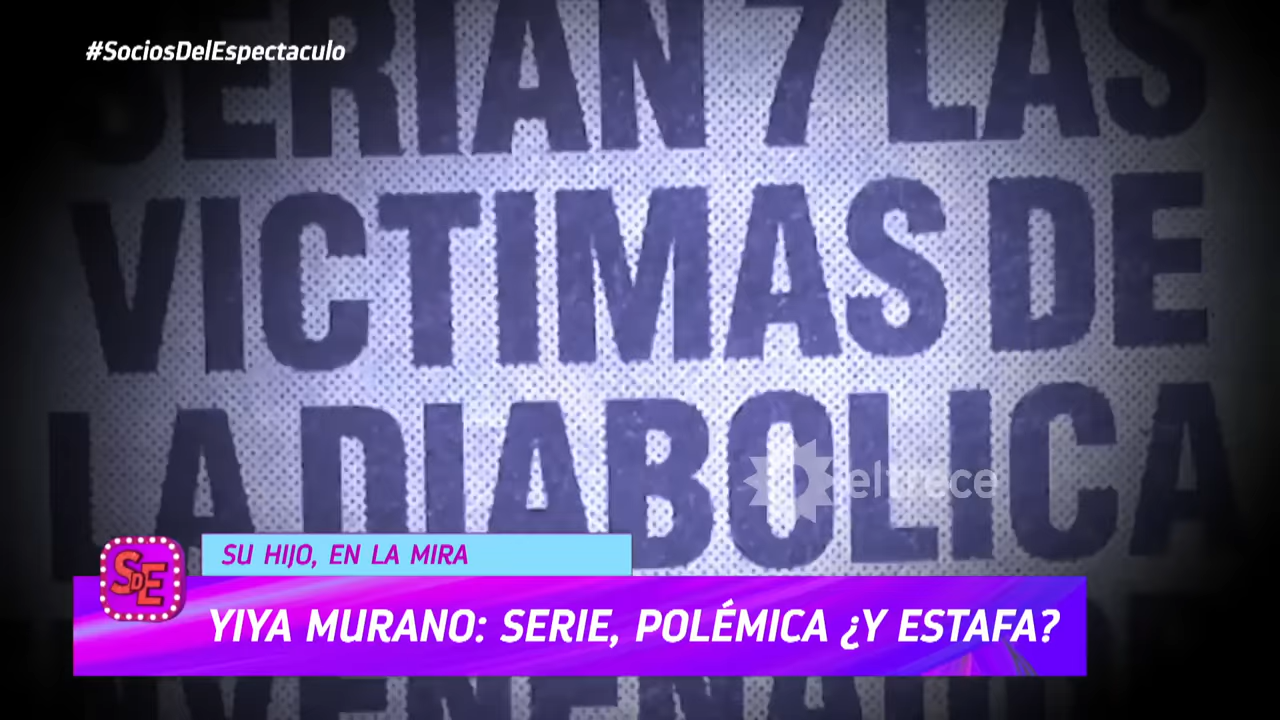 #SociosDelEspectaculo
SERIAN 7 LAS
VICTIMAS DE
LA DIABOLICA
eltrece
SU HIJO, EN LA MIRA
SDE
YIYA MURANO: SERIE, POLÉMICA ¿Y ESTAFA?